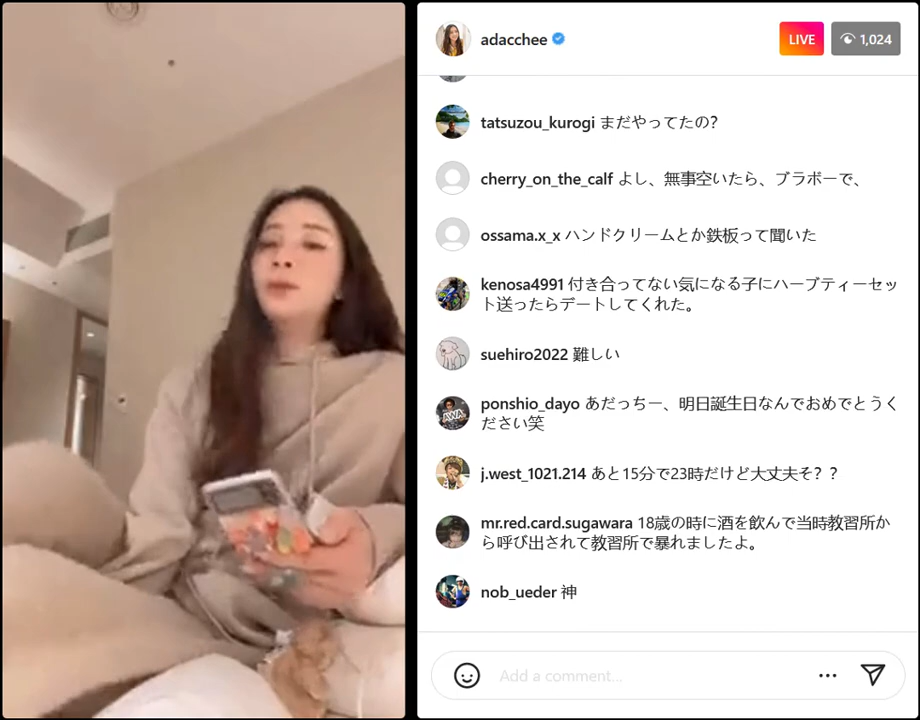 adacchee
LIVE
1,024
tatsuzou_kurogi まだやってたの?
cherry_on_the_calf よし、無事空いたら、ブラボーで、
ossama.x_x ハンドクリームとか鉄板って聞いた
kenosa4991 付き合ってない気になる子にハーブティーセッ
ト送ったらデートしてくれた。
suehiro2022 難しい
ponshio_dayo あだっちー、明日誕生日なんでおめでとうく
ださい笑
j.west_1021.214 あと15分で23時だけど大丈夫そ？？
mr.red.card.sugawara 18歳の時に酒を飲んで当時教習所か
ら呼び出されて教習所で暴れましたよ。
nob_ueder 神
Add a comment...